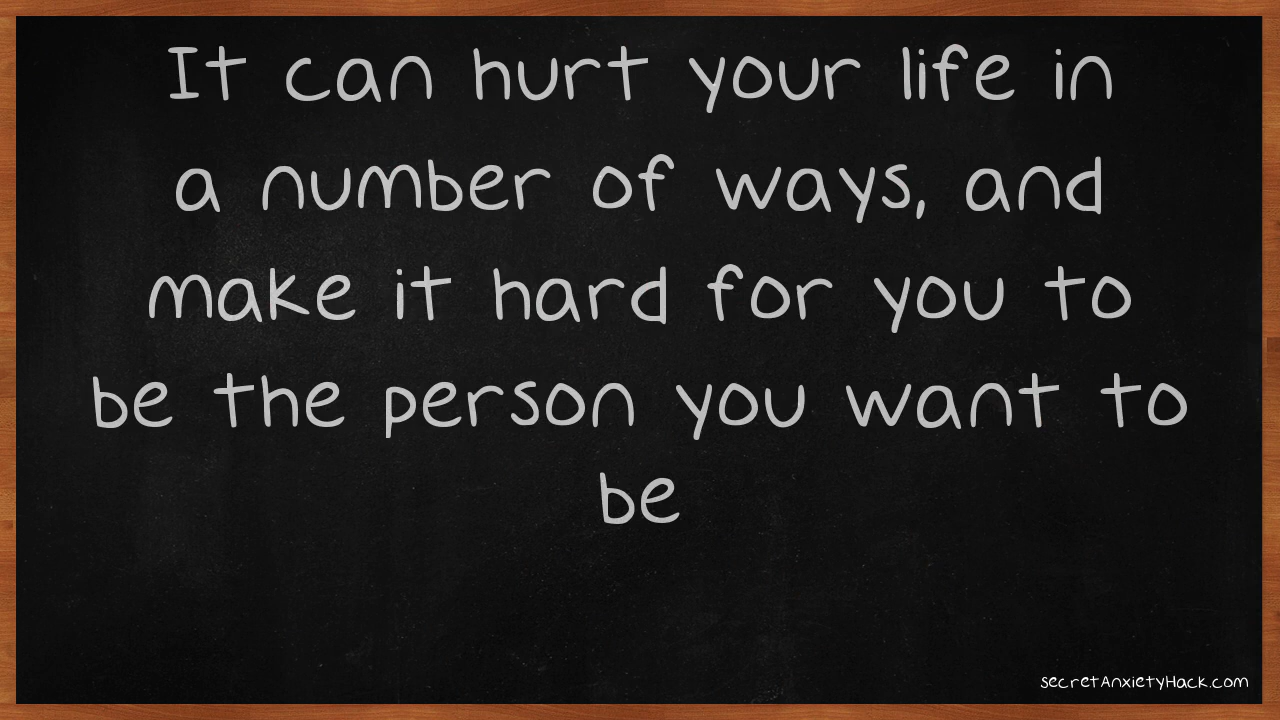 It can hurt your life in
a number of ways, and
make it hard for you to
be the person you want to
be
secretAnxietyHack.com